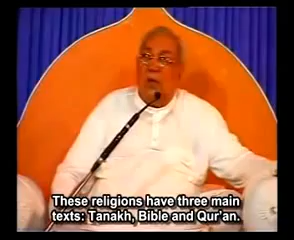 These religions have three main
texts: Tanakh, Bible and Qur'an.